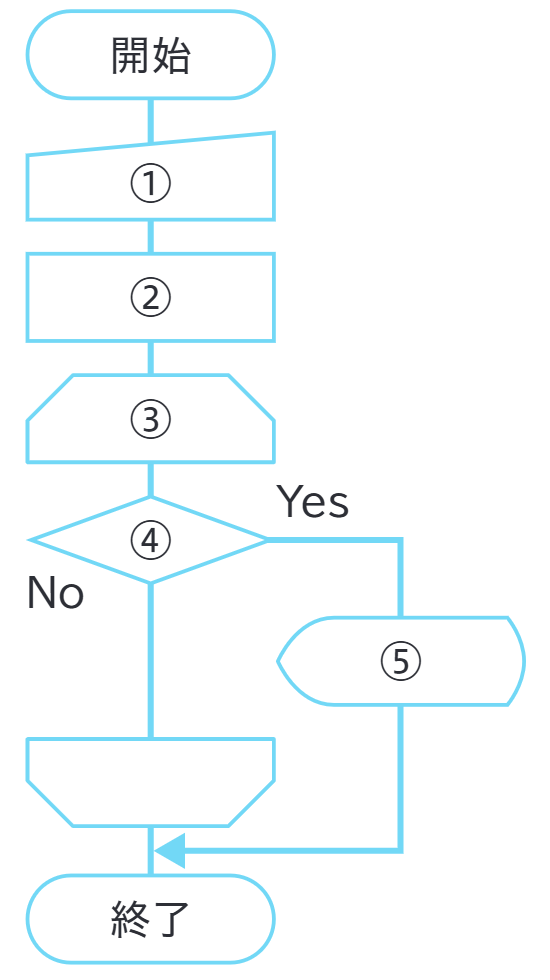 開始
①
②
③
④
Yes
No
⑤
終了